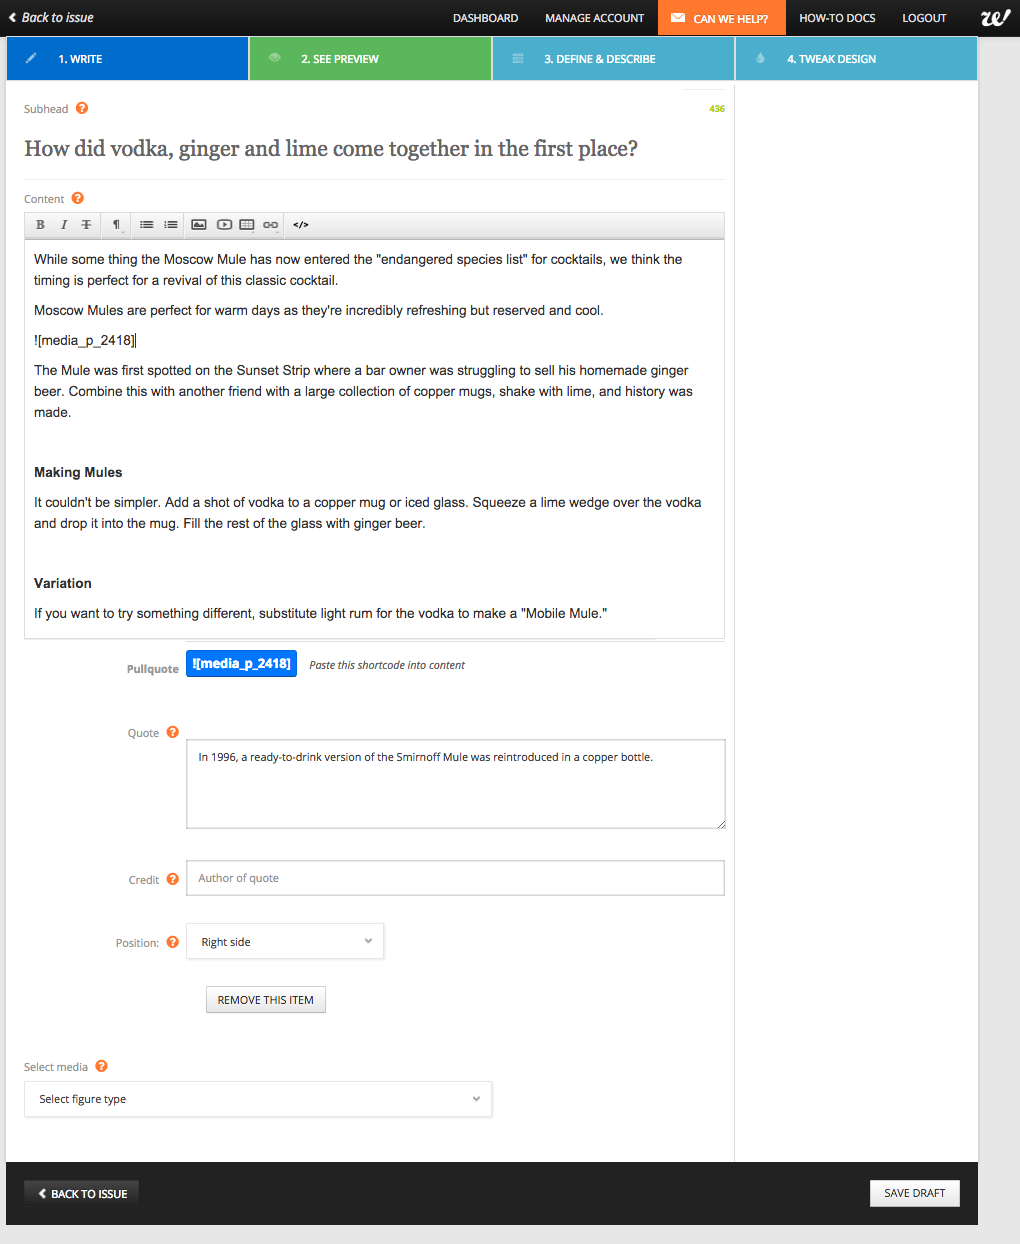 Back to issue
DASHBOARD MANAGE ACCOUNT CAN WE HELP? HOW-TO DOCS LOGOUT w!
1. WRITE 2. SEE PREVIEW 3. DEFINE & DESCRIBE 4. TWEAK DESIGN
Subhead ? 436
How did vodka, ginger and lime come together in the first place?
Content ?
B I T ¶ </>
While some thing the Moscow Mule has now entered the "endangered species list" for cocktails, we think the
timing is perfect for a revival of this classic cocktail.
Moscow Mules are perfect for warm days as they're incredibly refreshing but reserved and cool.
![media_p_2418]
The Mule was first spotted on the Sunset Strip where a bar owner was struggling to sell his homemade ginger
beer. Combine this with another friend with a large collection of copper mugs, shake with lime, and history was
made.
Making Mules
It couldn't be simpler. Add a shot of vodka to a copper mug or iced glass. Squeeze a lime wedge over the vodka
and drop it into the mug. Fill the rest of the glass with ginger beer.
Variation
If you want to try something different, substitute light rum for the vodka to make a "Mobile Mule."
Pullquote ![media_p_2418] Paste this shortcode into content
Quote ?
In 1996, a ready-to-drink version of the Smirnoff Mule was reintroduced in a copper bottle.
Credit ? Author of quote
Position: ? Right side
REMOVE THIS ITEM
Select media ?
Select figure type
BACK TO ISSUE SAVE DRAFT